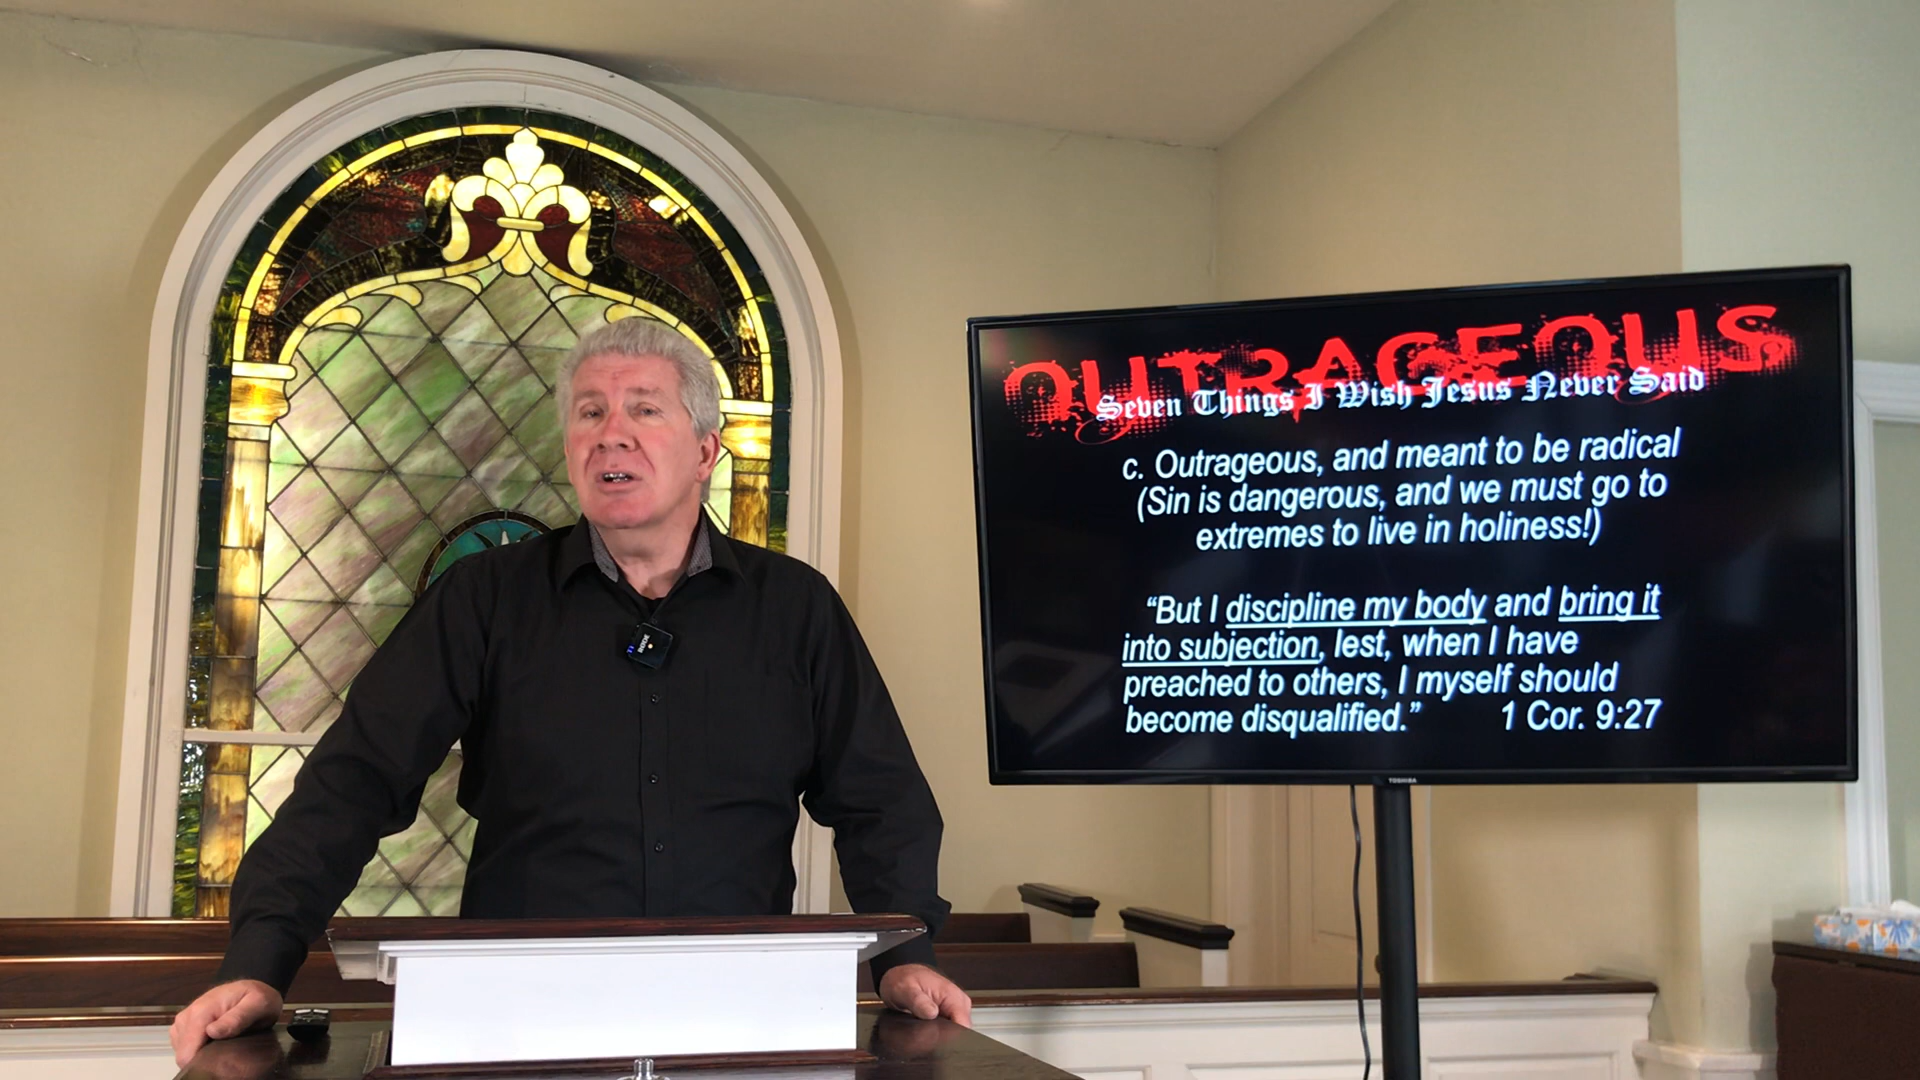 OUTRAGEOUS
Seven Things I Wish Jesus Never Said
c. Outrageous, and meant to be radical
(Sin is dangerous, and we must go to
extremes to live in holiness!)
“But I discipline my body and bring it
into subjection, lest, when I have
preached to others, I myself should
become disqualified.” 1 Cor. 9:27
TOSHIBA